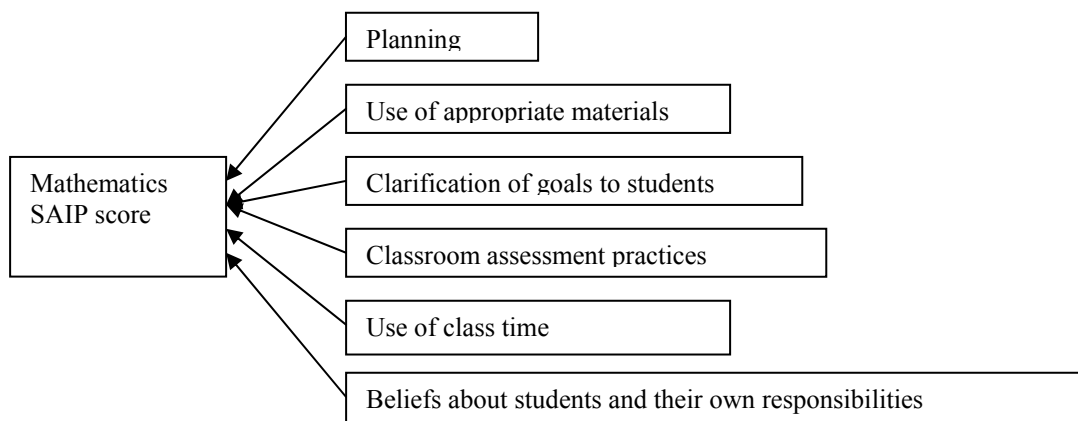 Planning
Use of appropriate materials
Mathematics
SAIP score
Clarification of goals to students
Classroom assessment practices
Use of class time
Beliefs about students and their own responsibilities